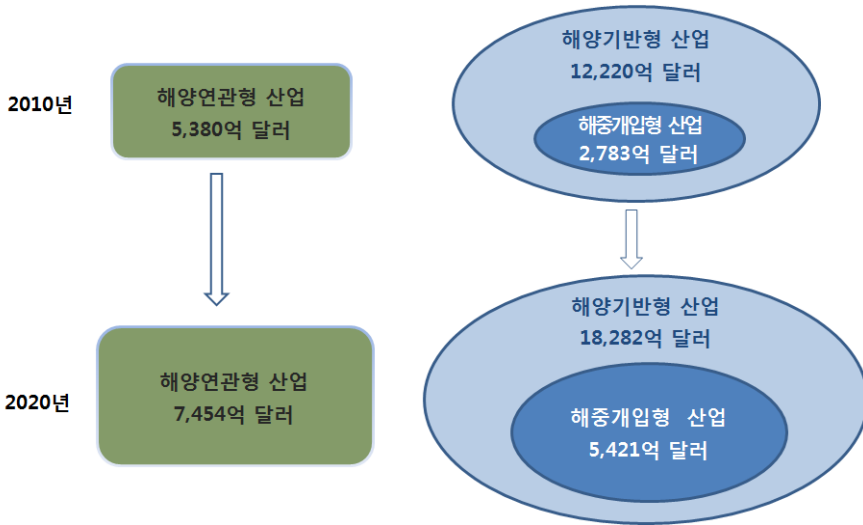 2010년
해양연관형 산업
5,380억 달러
해양기반형 산업
12,220억 달러
해중개입형 산업
2,783억 달러
2020년
해양연관형 산업
7,454억 달러
해양기반형 산업
18,282억 달러
해중개입형 산업
5,421억 달러